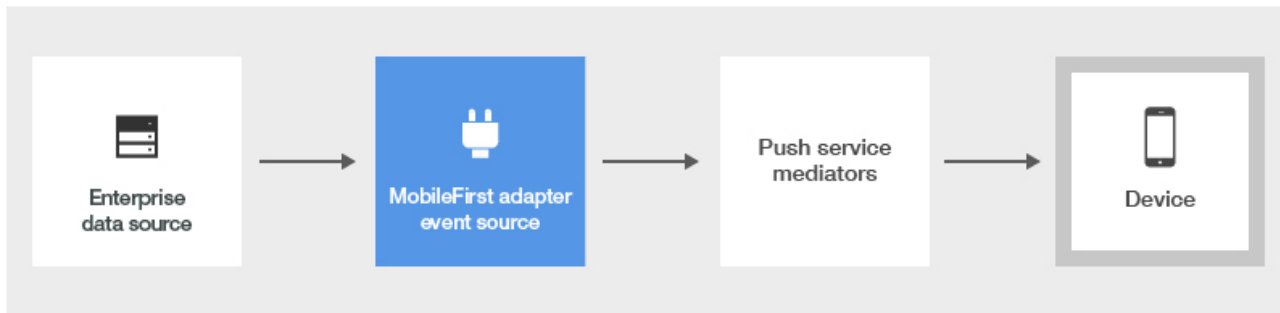 Enterprise
data source
MobileFirst adapter
event source
Push service
mediators
Device